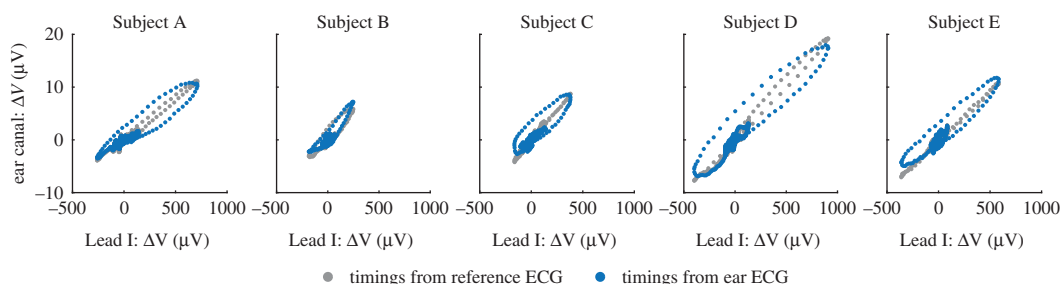 Subject A Subject B Subject C Subject D Subject E
ear canal: ΔV (µV)
20
10
0
−10
−500 0 500 1000 −500 0 500 1000 −500 0 500 1000 −500 0 500 1000 −500 0 500 1000
Lead I: ΔV (µV) Lead I: ΔV (µV) Lead I: ΔV (µV) Lead I: ΔV (µV) Lead I: ΔV (µV)
timings from reference ECG timings from ear ECG